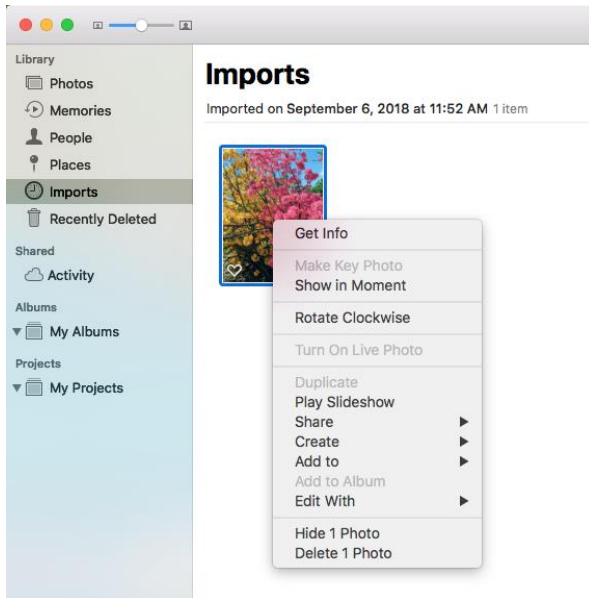 Library
Photos
Memories
People
Places
Imports
Recently Deleted
Shared
Activity
Albums
My Albums
Projects
My Projects
Imports
Imported on September 6, 2018 at 11:52 AM 1 item
Get Info
Make Key Photo
Show in Moment
Rotate Clockwise
Turn On Live Photo
Duplicate
Play Slideshow
Share
Create
Add to
Add to Album
Edit With
Hide 1 Photo
Delete 1 Photo